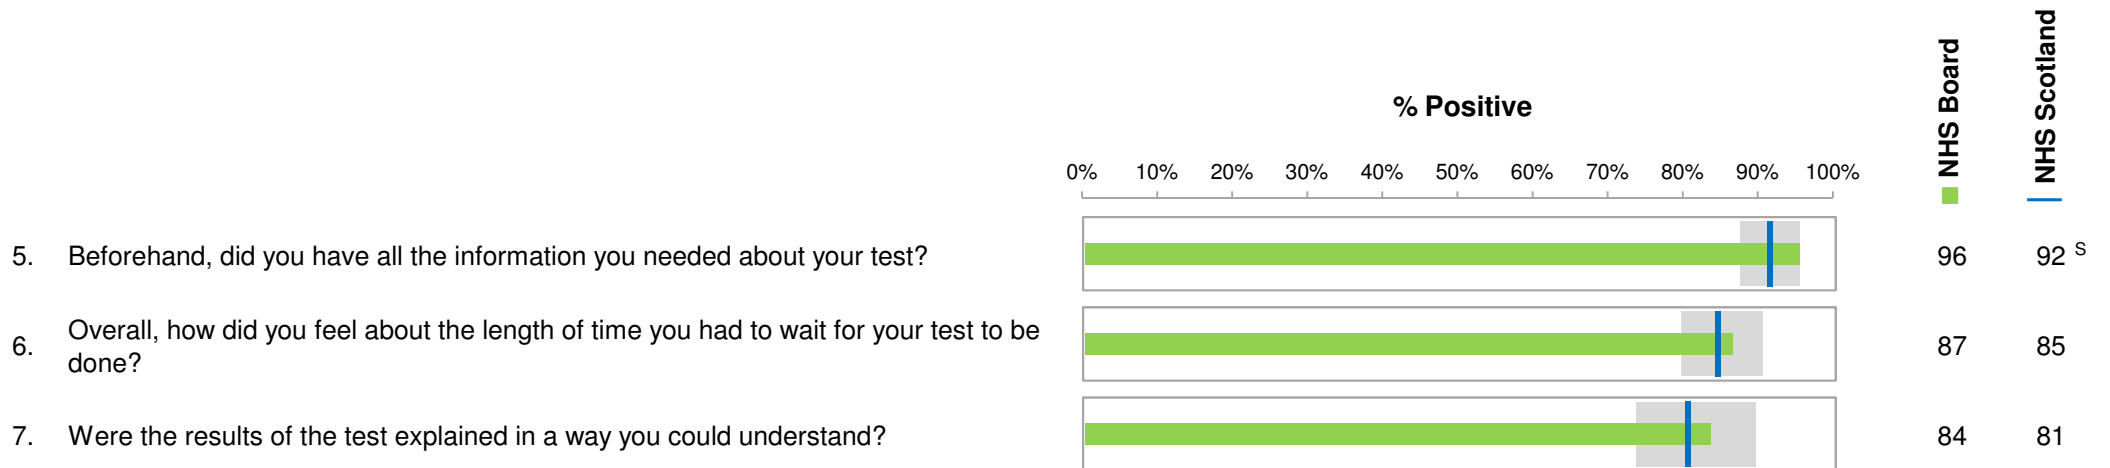 % Positive
NHS Board
NHS Scotland
0% 10% 20% 30% 40% 50% 60% 70% 80% 90% 100%
5. Beforehand, did you have all the information you needed about your test? 96 92 S
6. Overall, how did you feel about the length of time you had to wait for your test to be
done? 87 85
7. Were the results of the test explained in a way you could understand? 84 81